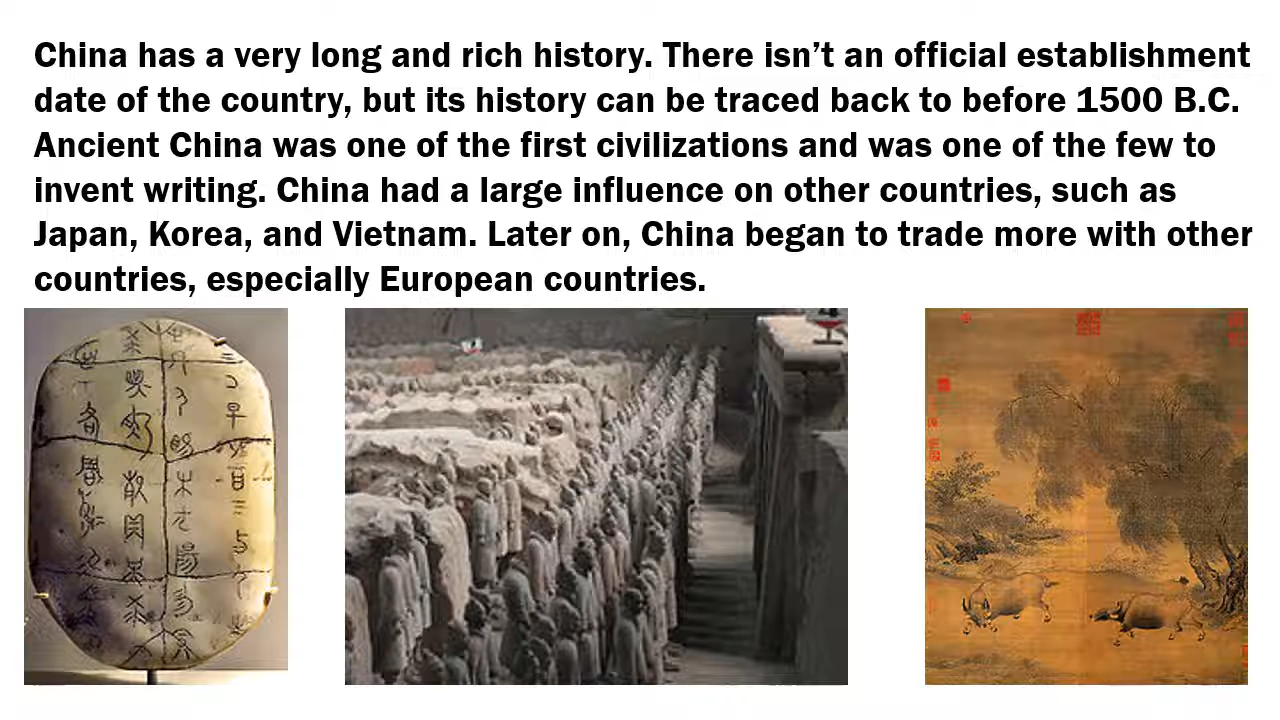 China has a very long and rich history. There isn’t an official establishment
date of the country, but its history can be traced back to before 1500 B.C.
Ancient China was one of the first civilizations and was one of the few to
invent writing. China had a large influence on other countries, such as
Japan, Korea, and Vietnam. Later on, China began to trade more with other
countries, especially European countries.